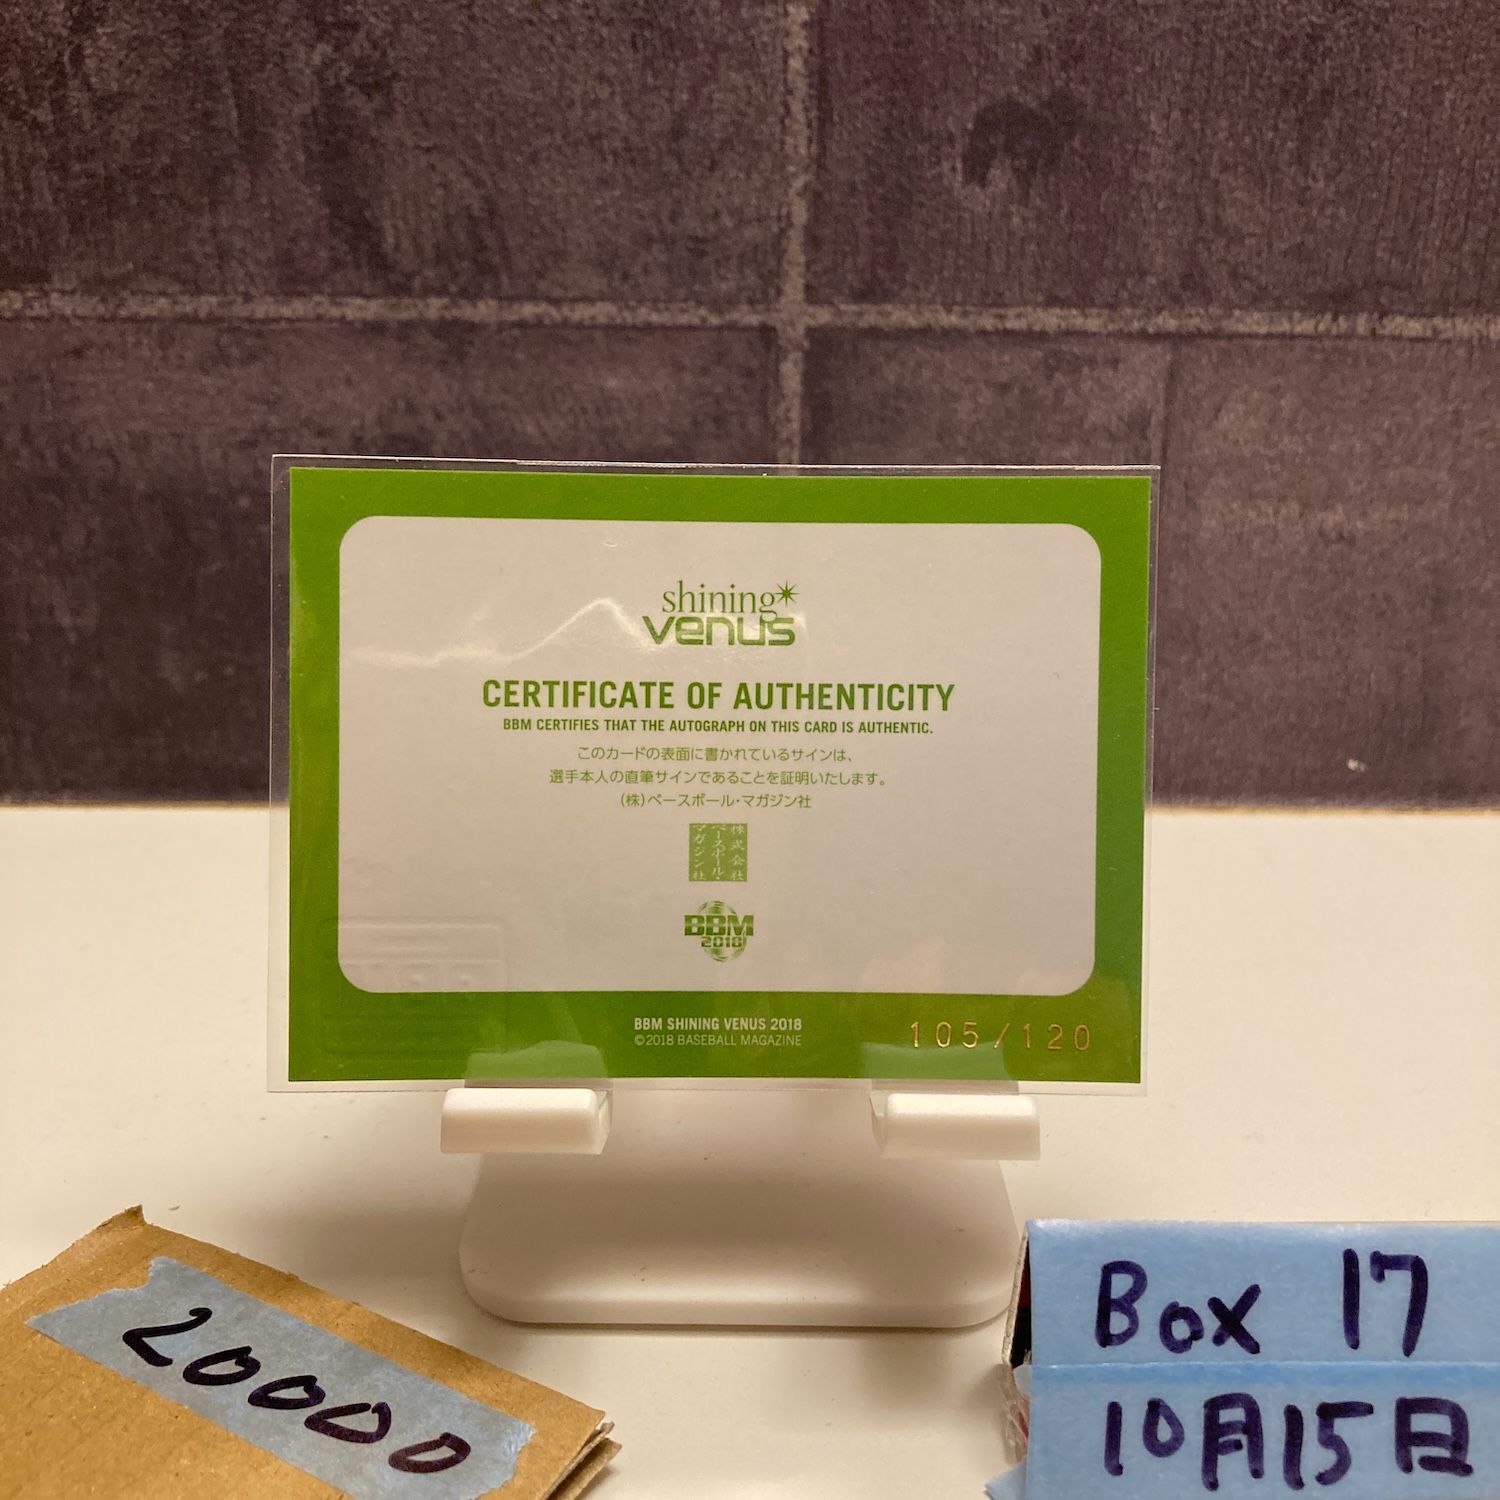 shining
venus
CERTIFICATE OF AUTHENTICITY
BBM CERTIFIES THAT THE AUTOGRAPH ON THIS CARD IS AUTHENTIC.
このカードの表面に書かれているサインは、
選手本人の直筆サインであることを証明いたします。
(株)ベースボール・マガジン社
株式会社
ベースボール・
マガジン社
BBM
2018
BBM SHINING VENUS 2018
©2018 BASEBALL MAGAZINE
105/120
20000
Box 17
10月15日